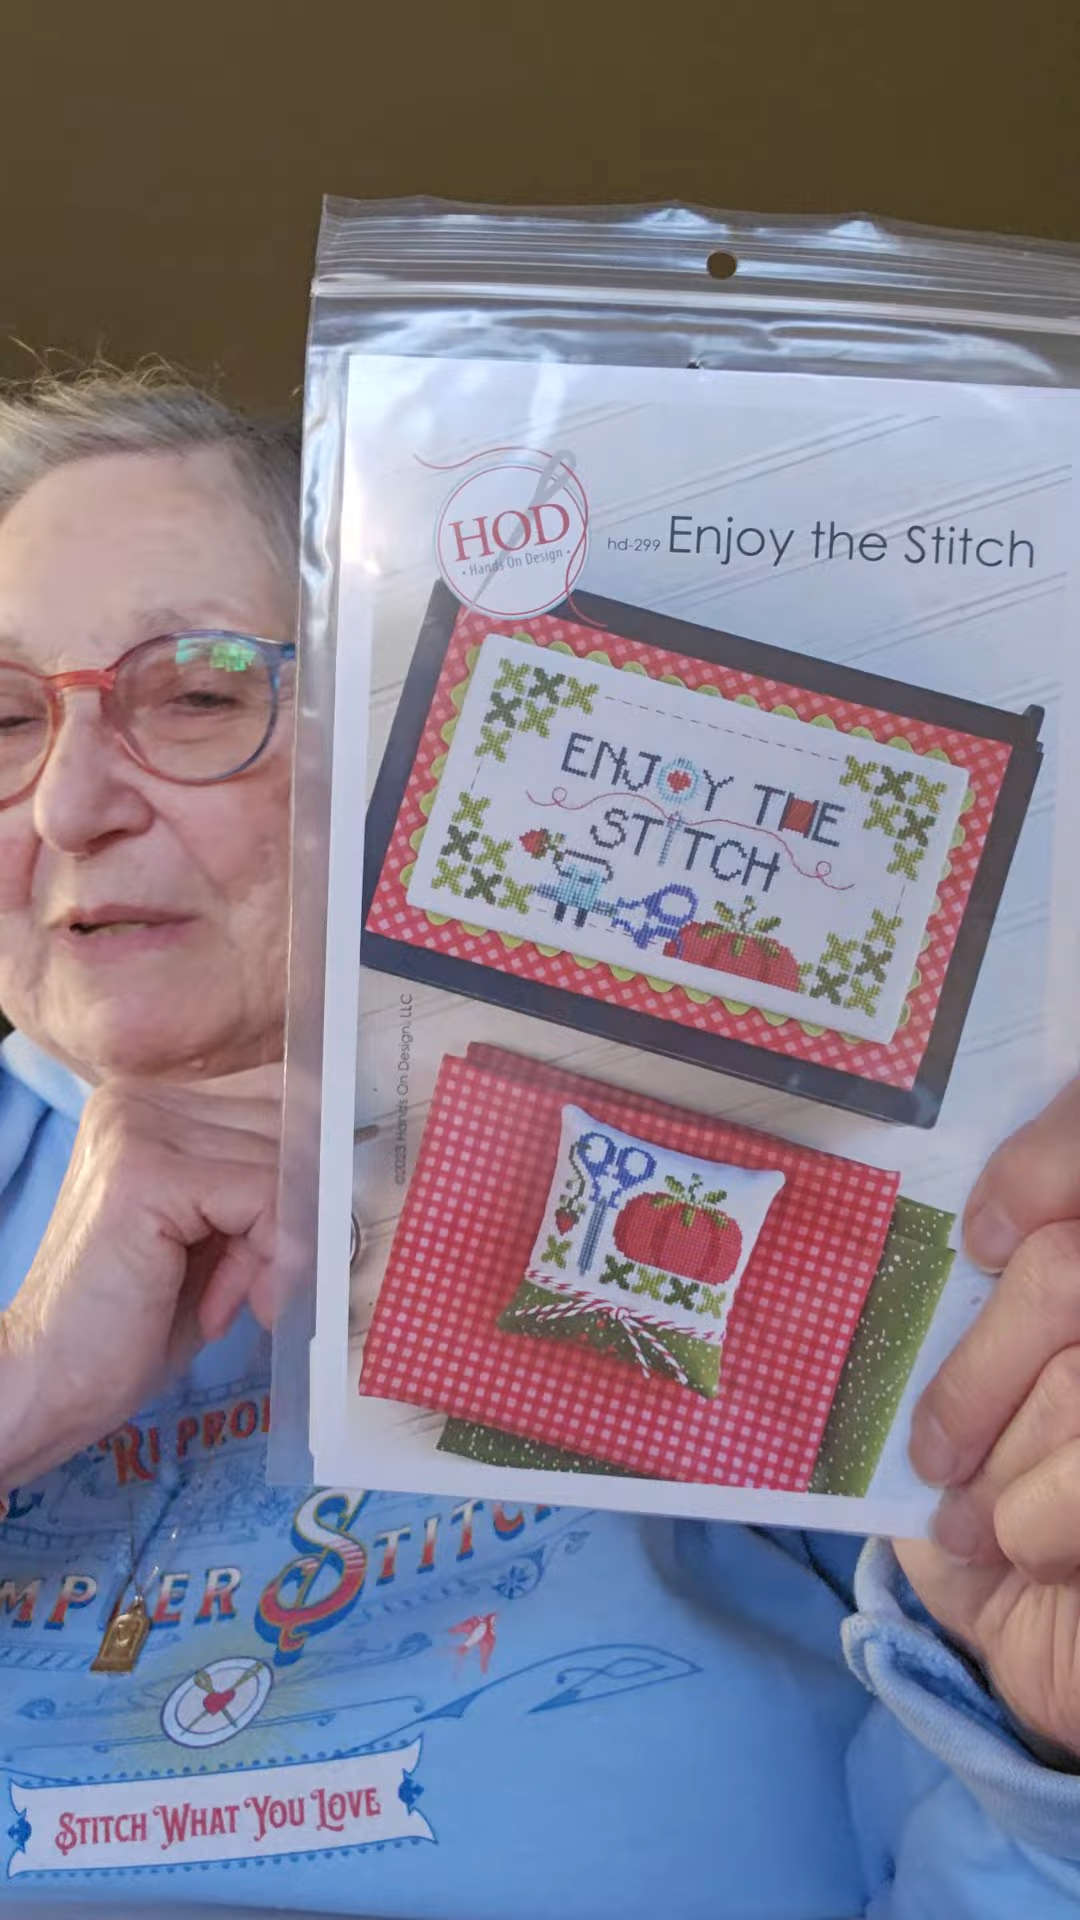 HOD
• Hands On Design •
hd-299 Enjoy the Stitch
ENJOY THE
STITCH
©2023 Hands On Design, LLC
STITCH WHAT YOU LOVE